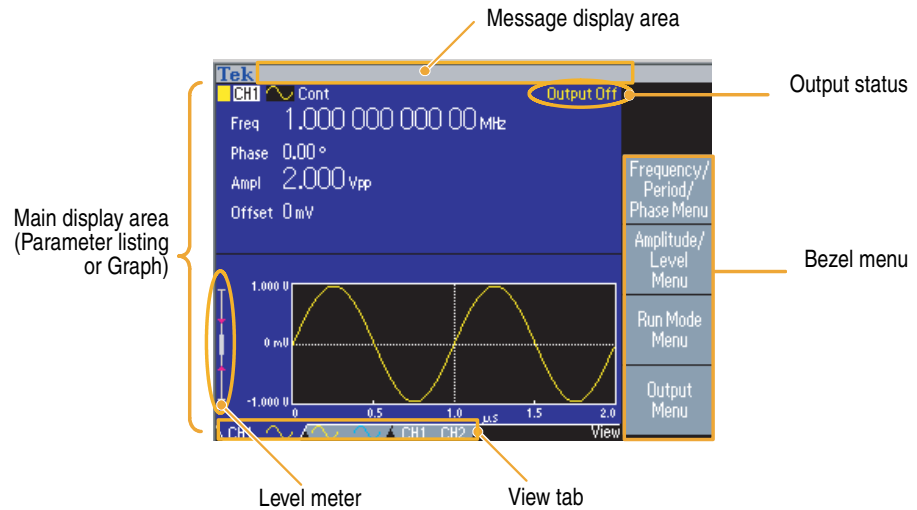 Message display area
Tek
Output status
CH1 Cont Output Off
Freq 1.000 000 000 00 MHz
Phase 0.00 °
Ampl 2.000 Vpp
Offset 0 mV
Main display area
(Parameter listing
or Graph)
Frequency/
Period/
Phase Menu
Amplitude/
Level
Menu
Run Mode
Menu
Output
Menu
Bezel menu
1.000 V
0 mV
-1.000 V
0 0.5 1.0 µs 1.5 2.0
CH1 CH1 CH2 View
Level meter
View tab